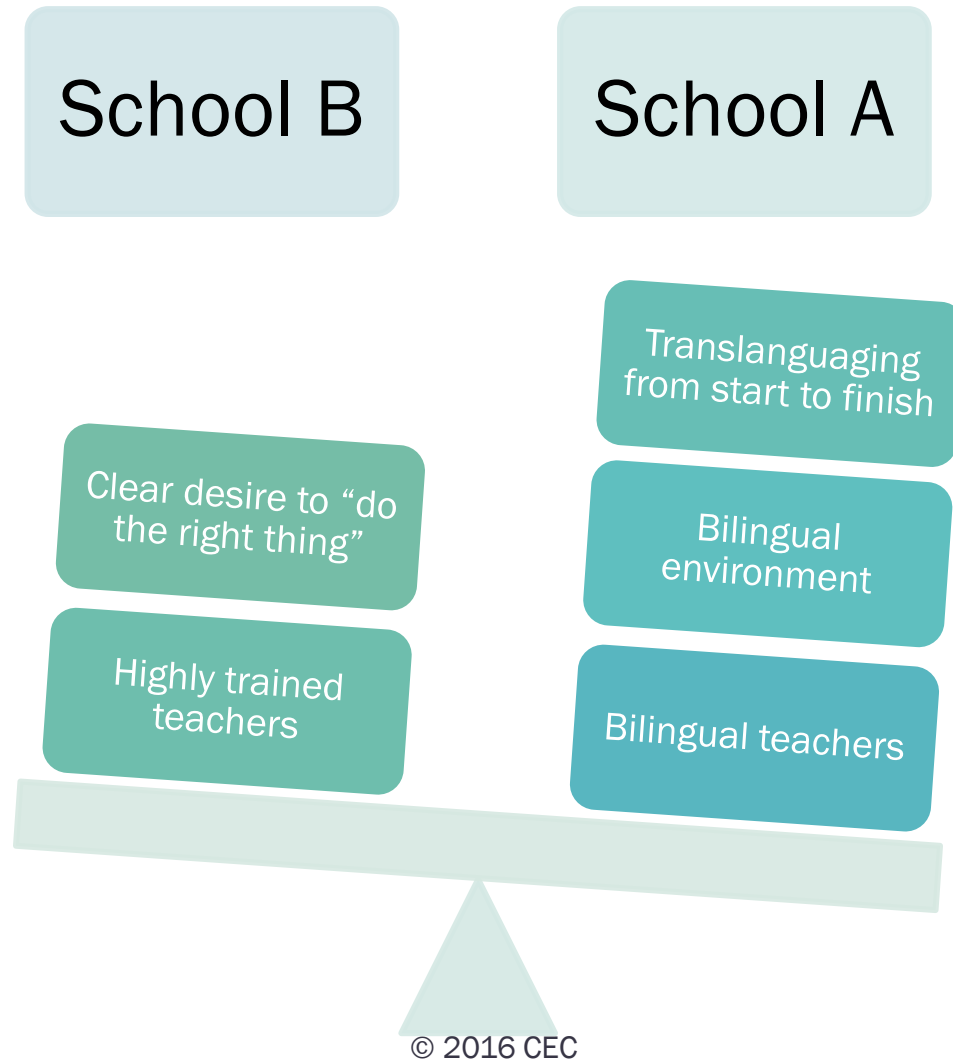 School B
School A
Translanguaging
from start to finish
Clear desire to “do
the right thing”
Bilingual
environment
Highly trained
teachers
Bilingual teachers
© 2016 CEC